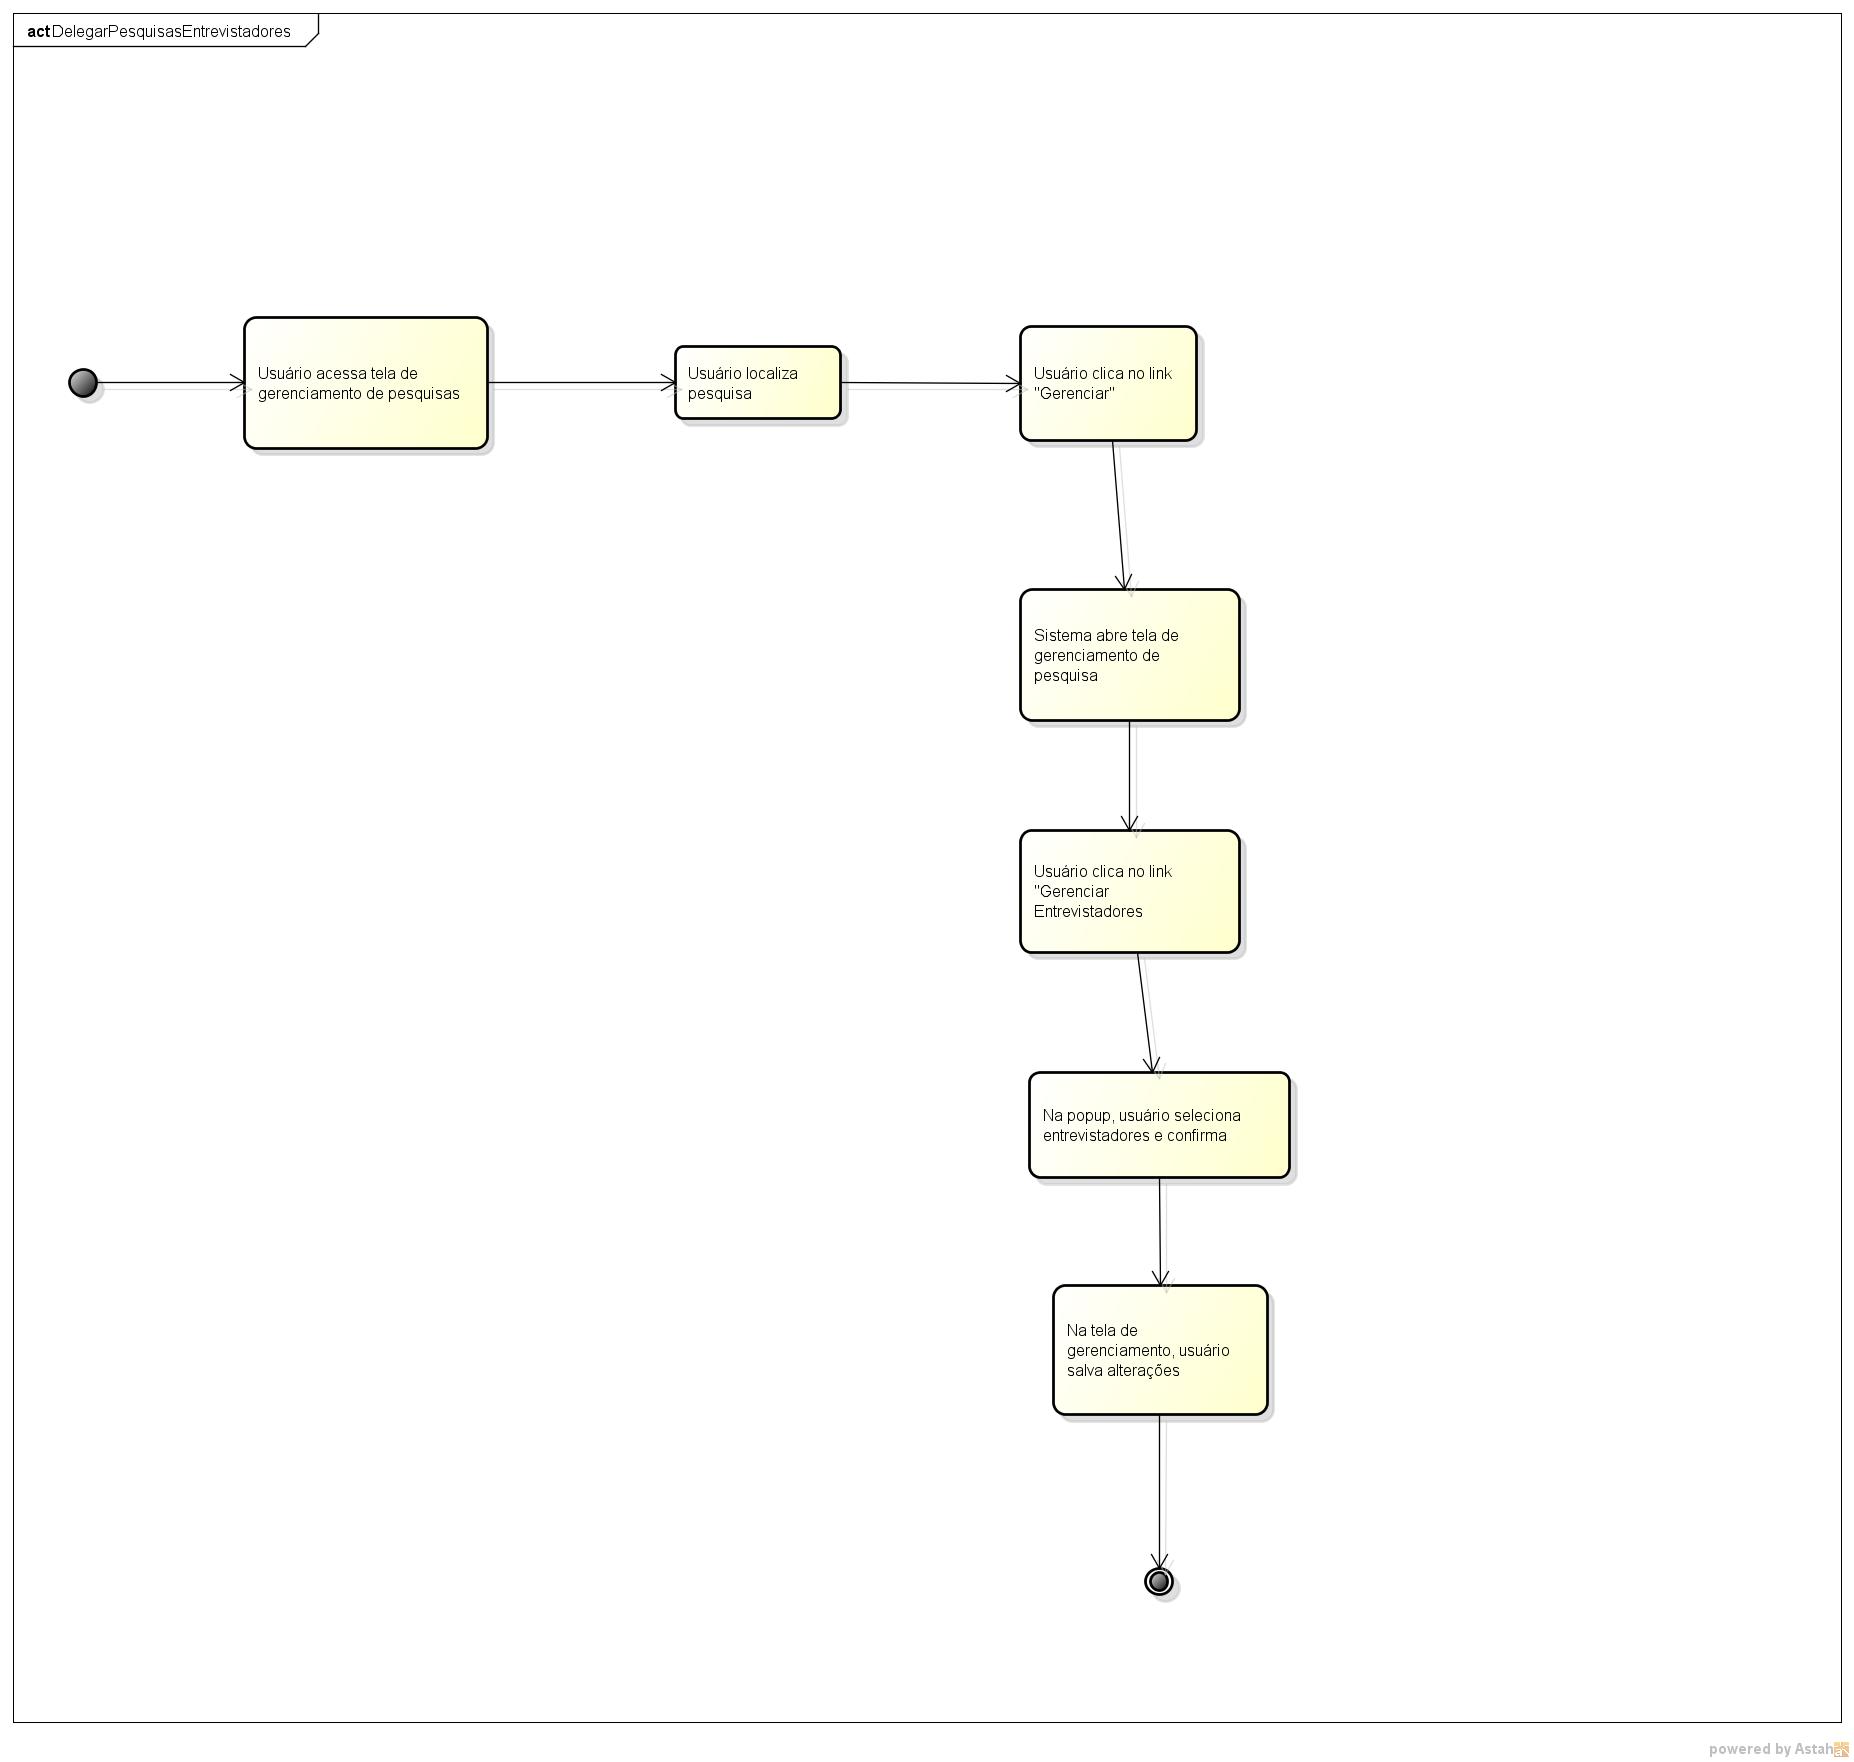 act DelegarPesquisasEntrevistadores
Usuário acessa tela de
gerenciamento de pesquisas
Usuário localiza
pesquisa
Usuário clica no link
"Gerenciar"
Sistema abre tela de
gerenciamento de
pesquisa
Usuário clica no link
"Gerenciar
Entrevistadores
Na popup, usuário seleciona
entrevistadores e confirma
Na tela de
gerenciamento, usuário
salva alterações
powered by Astah